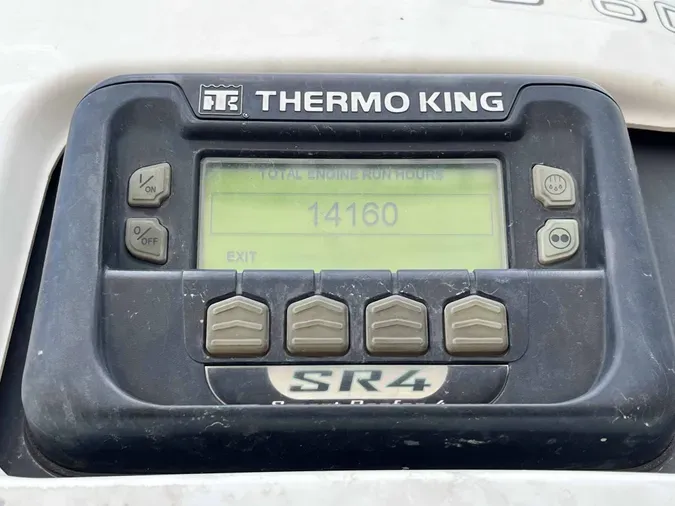 THERMO KING
TOTAL ENGINE RUN HOURS
I/ON
14160
O/OFF
EXIT
SR4